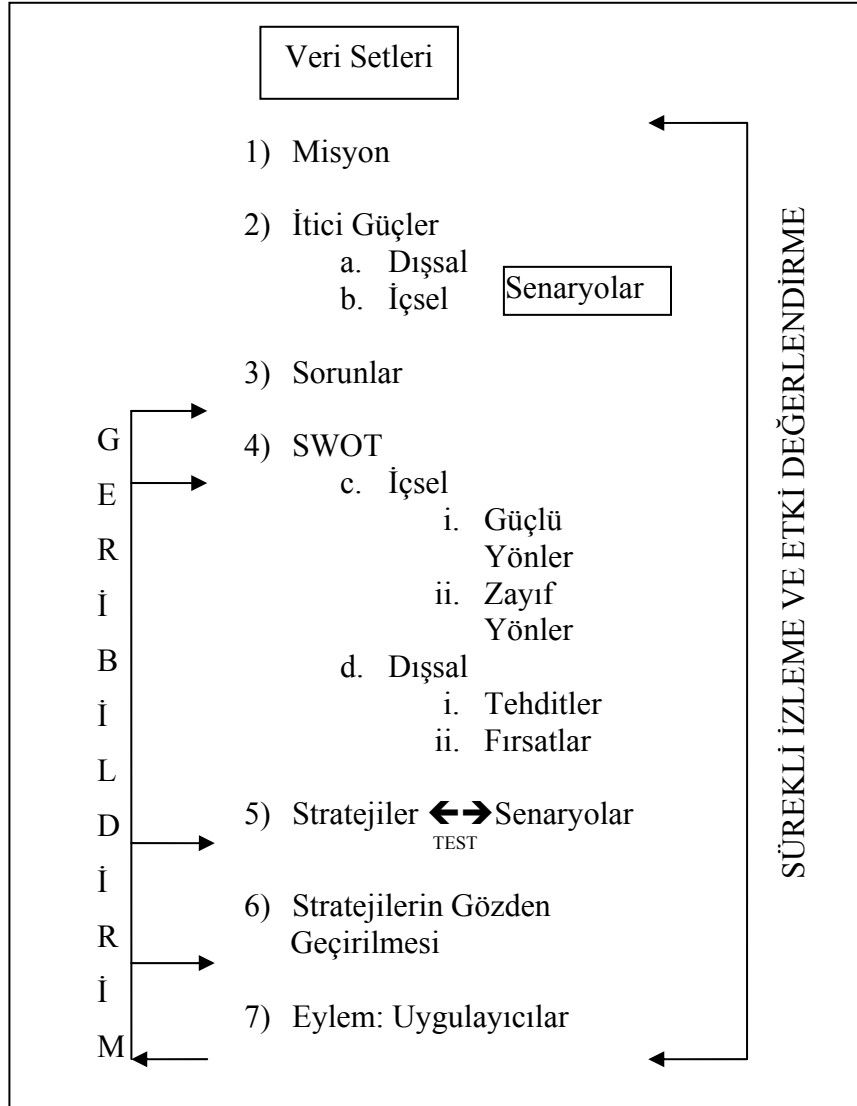 Veri Setleri
1) Misyon
2) İtici Güçler
a. Dışsal
b. İçsel
Senaryolar
3) Sorunlar
4) SWOT
c. İçsel
i. Güçlü
Yönler
ii. Zayıf
Yönler
d. Dışsal
i. Tehditler
ii. Fırsatlar
5) Stratejiler Senaryolar
TEST
6) Stratejilerin Gözden
Geçirilmesi
7) Eylem: Uygulayıcılar
G
E
R
İ
B
İ
L
D
İ
R
İ
M
SÜREKLİ İZLEME VE ETKİ DEĞERLENDİRME